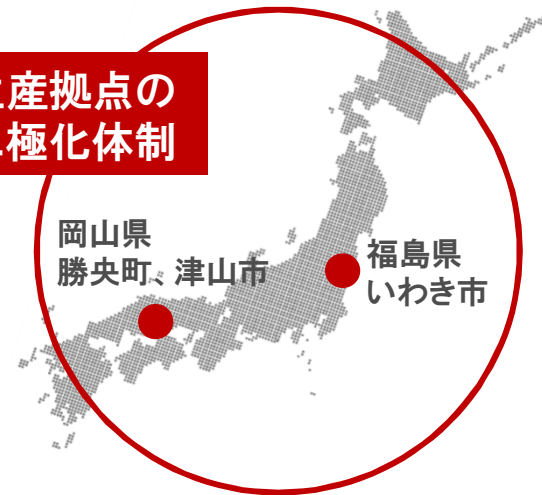 産拠点の
極化体制
岡山県
勝央町、津山市
福島県
いわき市